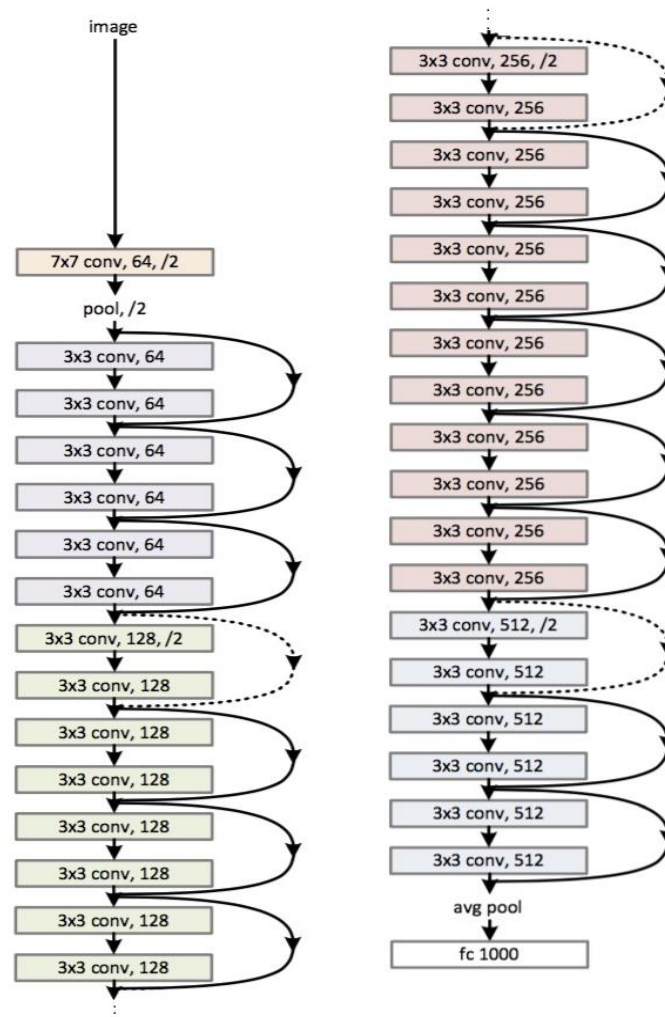 image
7x7 conv, 64, /2
pool, /2
3x3 conv, 64
3x3 conv, 64
3x3 conv, 64
3x3 conv, 64
3x3 conv, 64
3x3 conv, 64
3x3 conv, 128, /2
3x3 conv, 128
3x3 conv, 128
3x3 conv, 128
3x3 conv, 128
3x3 conv, 128
3x3 conv, 128
3x3 conv, 128
3x3 conv, 256, /2
3x3 conv, 256
3x3 conv, 256
3x3 conv, 256
3x3 conv, 256
3x3 conv, 256
3x3 conv, 256
3x3 conv, 256
3x3 conv, 256
3x3 conv, 256
3x3 conv, 256
3x3 conv, 256
3x3 conv, 512, /2
3x3 conv, 512
3x3 conv, 512
3x3 conv, 512
3x3 conv, 512
3x3 conv, 512
avg pool
fc 1000